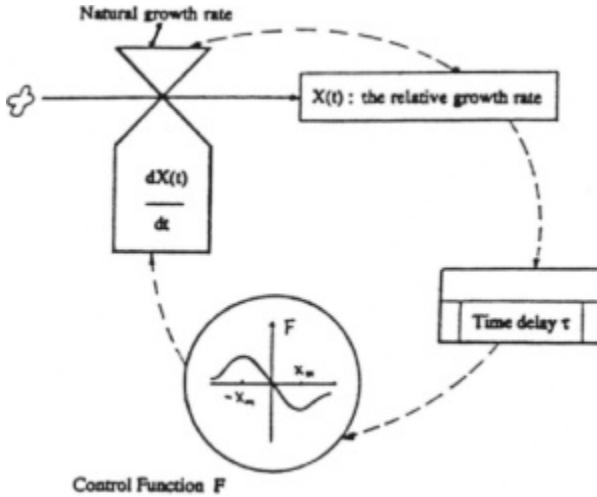 Natural growth rate
X(t) : the relative growth rate
dX(t)
dt
Time delay τ
F
x_m
-x_m
Control Function F